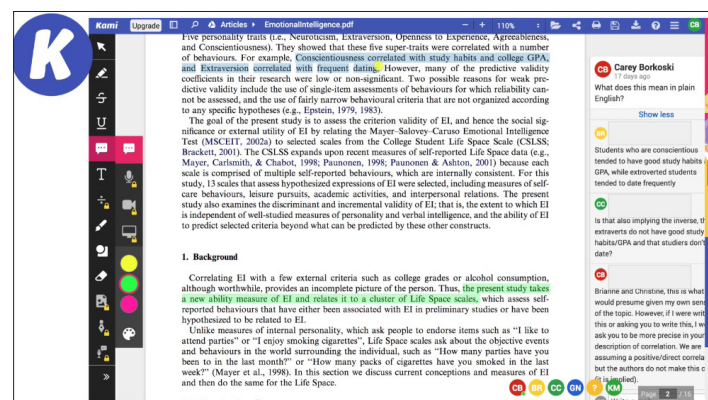 K
Kami Upgrade Articles › EmotionalIntelligence.pdf − + 110%
CB
Five personality traits (i.e., Neuroticism, Extraversion, Openness to Experience, Agreeableness,
and Conscientiousness). They showed that these five super-traits were correlated with a number
of behaviours. For example, Conscientiousness correlated with study habits and college GPA,
and Extraversion correlated with frequent dating. However, many of the predictive validity
coefficients in their research were low or non-significant. Two possible reasons for weak pre-
dictive validity include the use of single-item assessments of behaviours for which reliability can-
not be assessed, and the use of fairly narrow behavioural criteria that are not organized according
to any specific hypotheses (e.g., Epstein, 1979, 1983).
The goal of the present study is to assess the criterion validity of EI, and hence the social sig-
nificance or external utility of EI by relating the Mayer–Salovey–Caruso Emotional Intelligence
Test (MSCEIT, 2002a) to selected scales from the College Student Life Space Scale (CSLSS;
Brackett, 2001). The CSLSS expands upon recent measures of self-reported Life Space data (e.g.,
Mayer, Carlsmith, & Chabot, 1998; Paunonen, 1998; Paunonen & Ashton, 2001) because each
scale is comprised of multiple self-reported behaviours, which are internally consistent. For this
study, 13 scales that assess hypothesized expressions of EI were selected, including measures of self-
care behaviours, leisure pursuits, academic activities, and interpersonal relations. The present
study also examines the discriminant and incremental validity of EI; that is, the extent to which EI
is independent of well-studied measures of personality and verbal intelligence, and the ability of EI
to predict selected criteria beyond what can be predicted by these other constructs.
1. Background
Correlating EI with a few external criteria such as college grades or alcohol consumption,
although worthwhile, provides an incomplete picture of the person. Thus, the present study takes
a new ability measure of EI and relates it to a cluster of Life Space scales, which assess self-
reported behaviours that have either been associated with EI in preliminary studies or have been
hypothesized to be related to EI.
Unlike measures of internal personality, which ask people to endorse items such as “I like to
attend parties” or “I enjoy smoking cigarettes”, Life Space scales ask about the objective events
and behaviours in the world surrounding the individual, such as “How many parties have you
been to in the last month?” or “How many packs of cigarettes have you smoked in the last
week?” (Mayer et al., 1998). In this section we discuss current conceptions and measures of EI
and then do the same for the Life Space.
CB BR CC GN ? KM
Page 2 / 15
CB Carey Borkoski
17 days ago
What does this mean in plain
English?
Show less
BR
Students who are conscientious
tended to have good study habits
GPA, while extroverted students
tended to date frequently
CC
Is that also implying the inverse, th
extraverts do not have good study
habits/GPA and that studiers don't
date?
CB
Brianne and Christine, this is what
would presume given my own sens
of the topic. However, if I were writ
this or asking you to write this, I w
ask you to be more precise in your
description of correlation. We are
assuming a positive/direct correla
but the authors do not make this c
(it is implied).